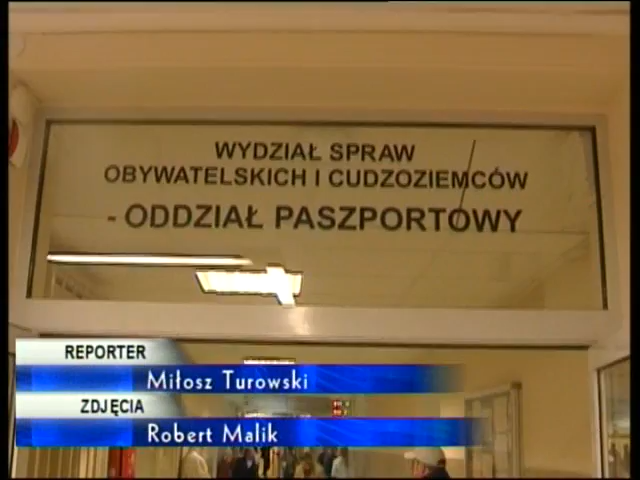 WYDZIAŁ SPRAW
OBYWATELSKICH I CUDZOZIEMCÓW
- ODDZIAŁ PASZPORTOWY
REPORTER
Miłosz Turowski
ZDJĘCIA
Robert Malik